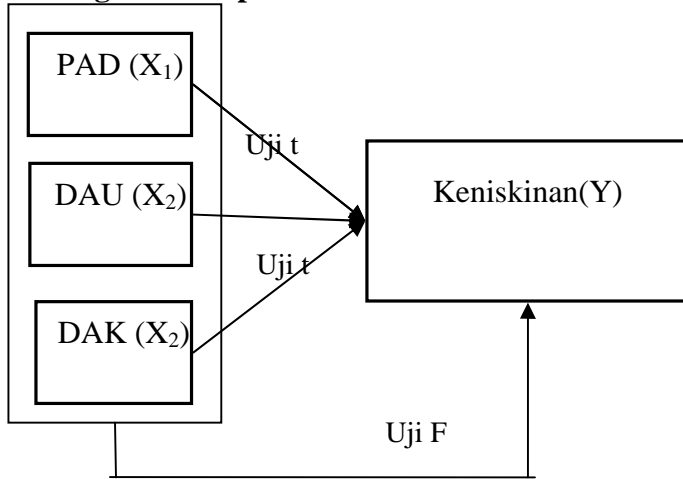 PAD (X₁)
Uji t
DAU (X₂)
Keniskinan(Y)
Uji t
DAK (X₂)
Uji F